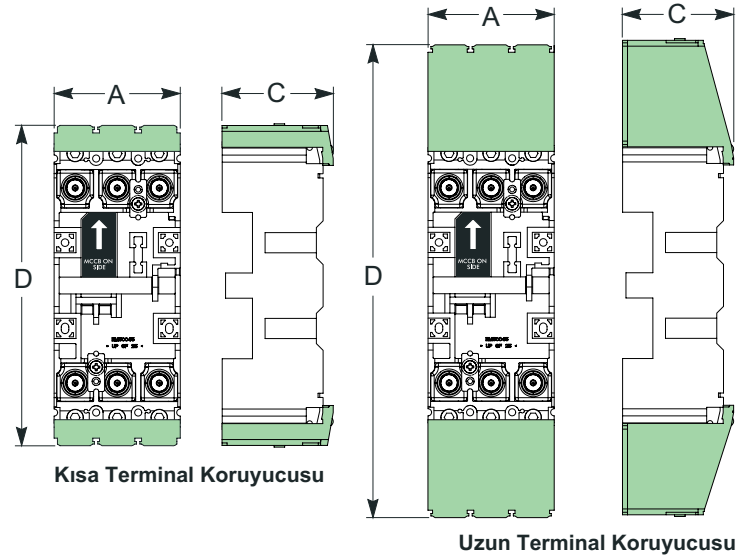 A
C
A
C
D
D
MCCB ON
SIDE
MCCB ON
SIDE
Kısa Terminal Koruyucusu
Uzun Terminal Koruyucusu